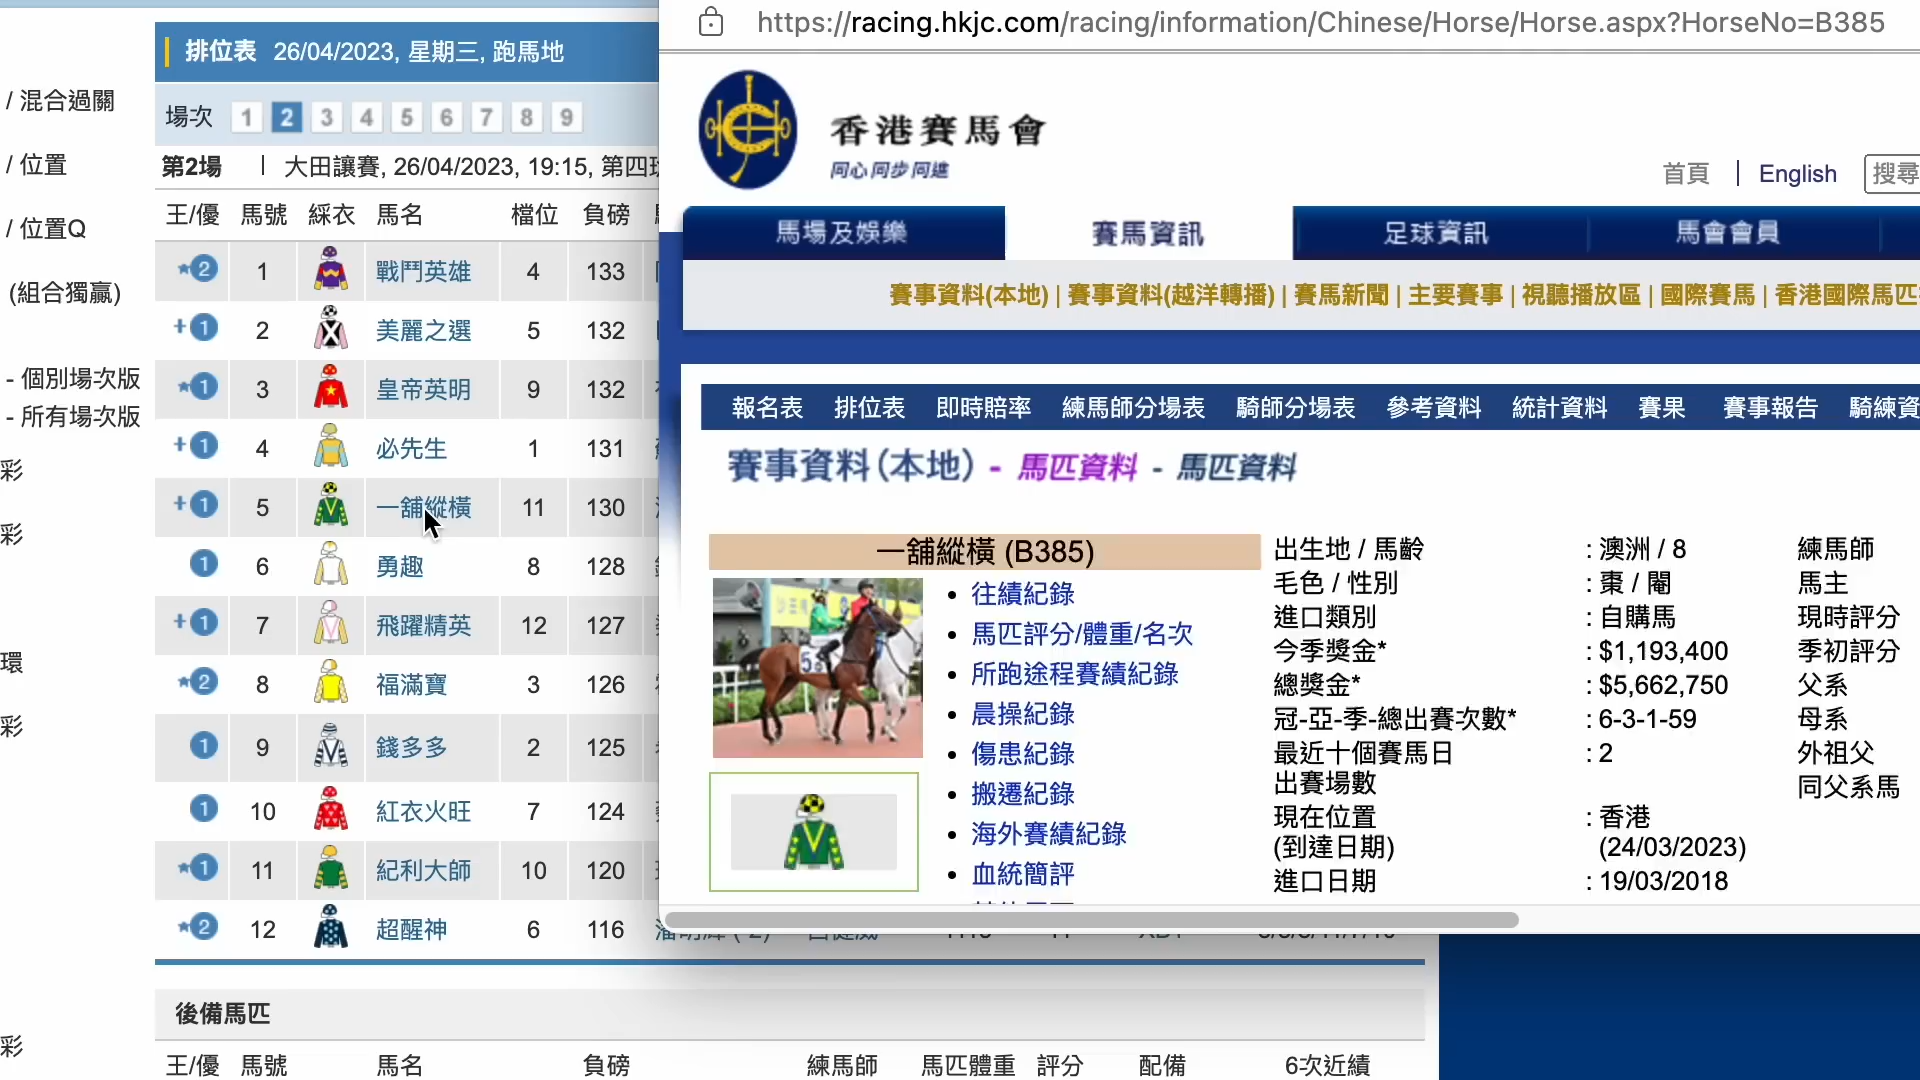 / 混合過關
/ 位置
/ 位置Q
(組合獨贏)
- 個別場次版
- 所有場次版
彩
彩
環
彩
彩
排位表 26/04/2023, 星期三, 跑馬地
場次 1 2 3 4 5 6 7 8 9
第2場 | 大田讓賽, 26/04/2023, 19:15, 第四班
王/優 馬號 綵衣 馬名 檔位 負磅
★2 1 戰鬥英雄 4 133
+1 2 美麗之選 5 132
★1 3 皇帝英明 9 132
+1 4 必先生 1 131
+1 5 一舖縱橫 11 130
1 6 勇趣 8 128
+1 7 飛躍精英 12 127
★2 8 福滿寶 3 126
1 9 錢多多 2 125
1 10 紅衣火旺 7 124
★1 11 紀利大師 10 120
★2 12 超醒神 6 116
後備馬匹
王/優 馬號 馬名 負磅 練馬師 馬匹體重 評分 配備 6次近績
https://racing.hkjc.com/racing/information/Chinese/Horse/Horse.aspx?HorseNo=B385
香港賽馬會
同心同步同進
首頁 | English 搜尋
馬場及娛樂 賽馬資訊 足球資訊 馬會會員
賽事資料(本地) | 賽事資料(越洋轉播) | 賽馬新聞 | 主要賽事 | 視聽播放區 | 國際賽馬 | 香港國際馬匹
報名表 排位表 即時賠率 練馬師分場表 騎師分場表 參考資料 統計資料 賽果 賽事報告 騎練資
賽事資料(本地) - 馬匹資料 - 馬匹資料
一舖縱橫 (B385)
5
• 往績紀錄
• 馬匹評分/體重/名次
• 所跑途程賽績紀錄
• 晨操紀錄
• 傷患紀錄
• 搬遷紀錄
• 海外賽績紀錄
• 血統簡評
出生地 / 馬齡 : 澳洲 / 8 練馬師
毛色 / 性別 : 棗 / 閹 馬主
進口類別 : 自購馬 現時評分
今季獎金* : $1,193,400 季初評分
總獎金* : $5,662,750 父系
冠-亞-季-總出賽次數* : 6-3-1-59 母系
最近十個賽馬日 : 2 外祖父
出賽場數 同父系馬
現在位置 : 香港
(到達日期) (24/03/2023)
進口日期 : 19/03/2018